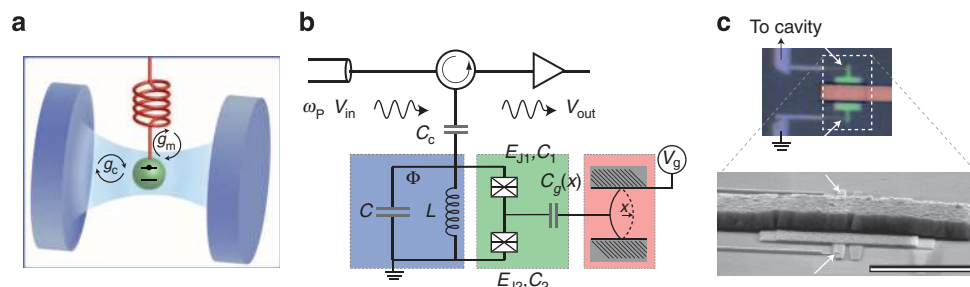 a
g_m
g_c
b
ω_P V_in
V_out
C_c
Φ
C
L
E_J1, C_1
C_g(x)
V_g
x
E_J2, C_2
c
To cavity